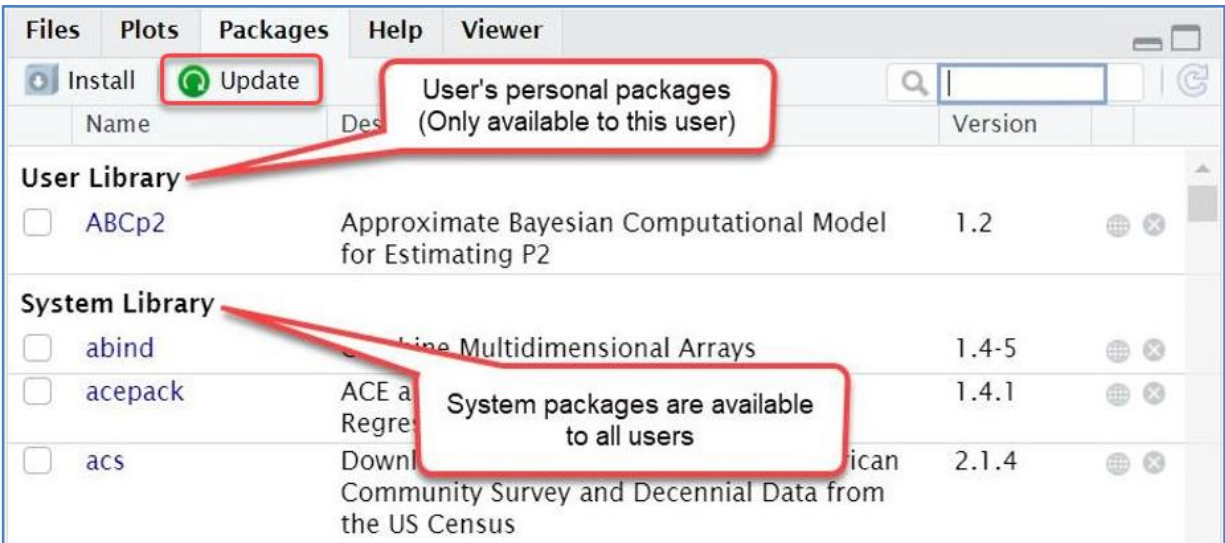 Files Plots Packages Help Viewer
Install Update
User's personal packages
(Only available to this user)
Name Des Version
User Library
ABCp2 Approximate Bayesian Computational Model 1.2
for Estimating P2
System Library
abind Multidimensional Arrays 1.4-5
acepack ACE a 1.4.1
Regres
System packages are available
to all users
acs Downl ican 2.1.4
Community Survey and Decennial Data from
the US Census